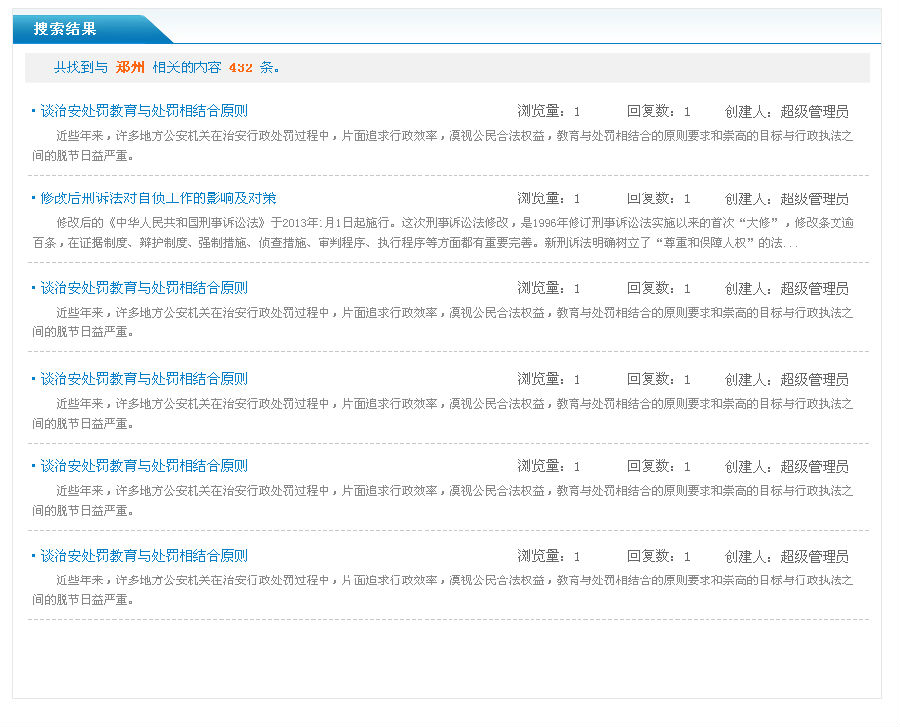 搜索结果
共找到与 郑州 相关的内容 432 条。
· 谈治安处罚教育与处罚相结合原则 浏览量：1 回复数：1 创建人：超级管理员
近些年来，许多地方公安机关在治安行政处罚过程中，片面追求行政效率，漠视公民合法权益，教育与处罚相结合的原则要求和崇高的目标与行政执法之
间的脱节日益严重。
· 修改后刑诉法对自侦工作的影响及对策 浏览量：1 回复数：1 创建人：超级管理员
修改后的《中华人民共和国刑事诉讼法》于2013年1月1日起施行。这次刑事诉讼法修改，是1996年修订刑事诉讼法实施以来的首次“大修”，修改条文逾
百条，在证据制度、辩护制度、强制措施、侦查措施、审判程序、执行程序等方面都有重要完善。新刑诉法明确树立了“尊重和保障人权”的法...
· 谈治安处罚教育与处罚相结合原则 浏览量：1 回复数：1 创建人：超级管理员
近些年来，许多地方公安机关在治安行政处罚过程中，片面追求行政效率，漠视公民合法权益，教育与处罚相结合的原则要求和崇高的目标与行政执法之
间的脱节日益严重。
· 谈治安处罚教育与处罚相结合原则 浏览量：1 回复数：1 创建人：超级管理员
近些年来，许多地方公安机关在治安行政处罚过程中，片面追求行政效率，漠视公民合法权益，教育与处罚相结合的原则要求和崇高的目标与行政执法之
间的脱节日益严重。
· 谈治安处罚教育与处罚相结合原则 浏览量：1 回复数：1 创建人：超级管理员
近些年来，许多地方公安机关在治安行政处罚过程中，片面追求行政效率，漠视公民合法权益，教育与处罚相结合的原则要求和崇高的目标与行政执法之
间的脱节日益严重。
· 谈治安处罚教育与处罚相结合原则 浏览量：1 回复数：1 创建人：超级管理员
近些年来，许多地方公安机关在治安行政处罚过程中，片面追求行政效率，漠视公民合法权益，教育与处罚相结合的原则要求和崇高的目标与行政执法之
间的脱节日益严重。